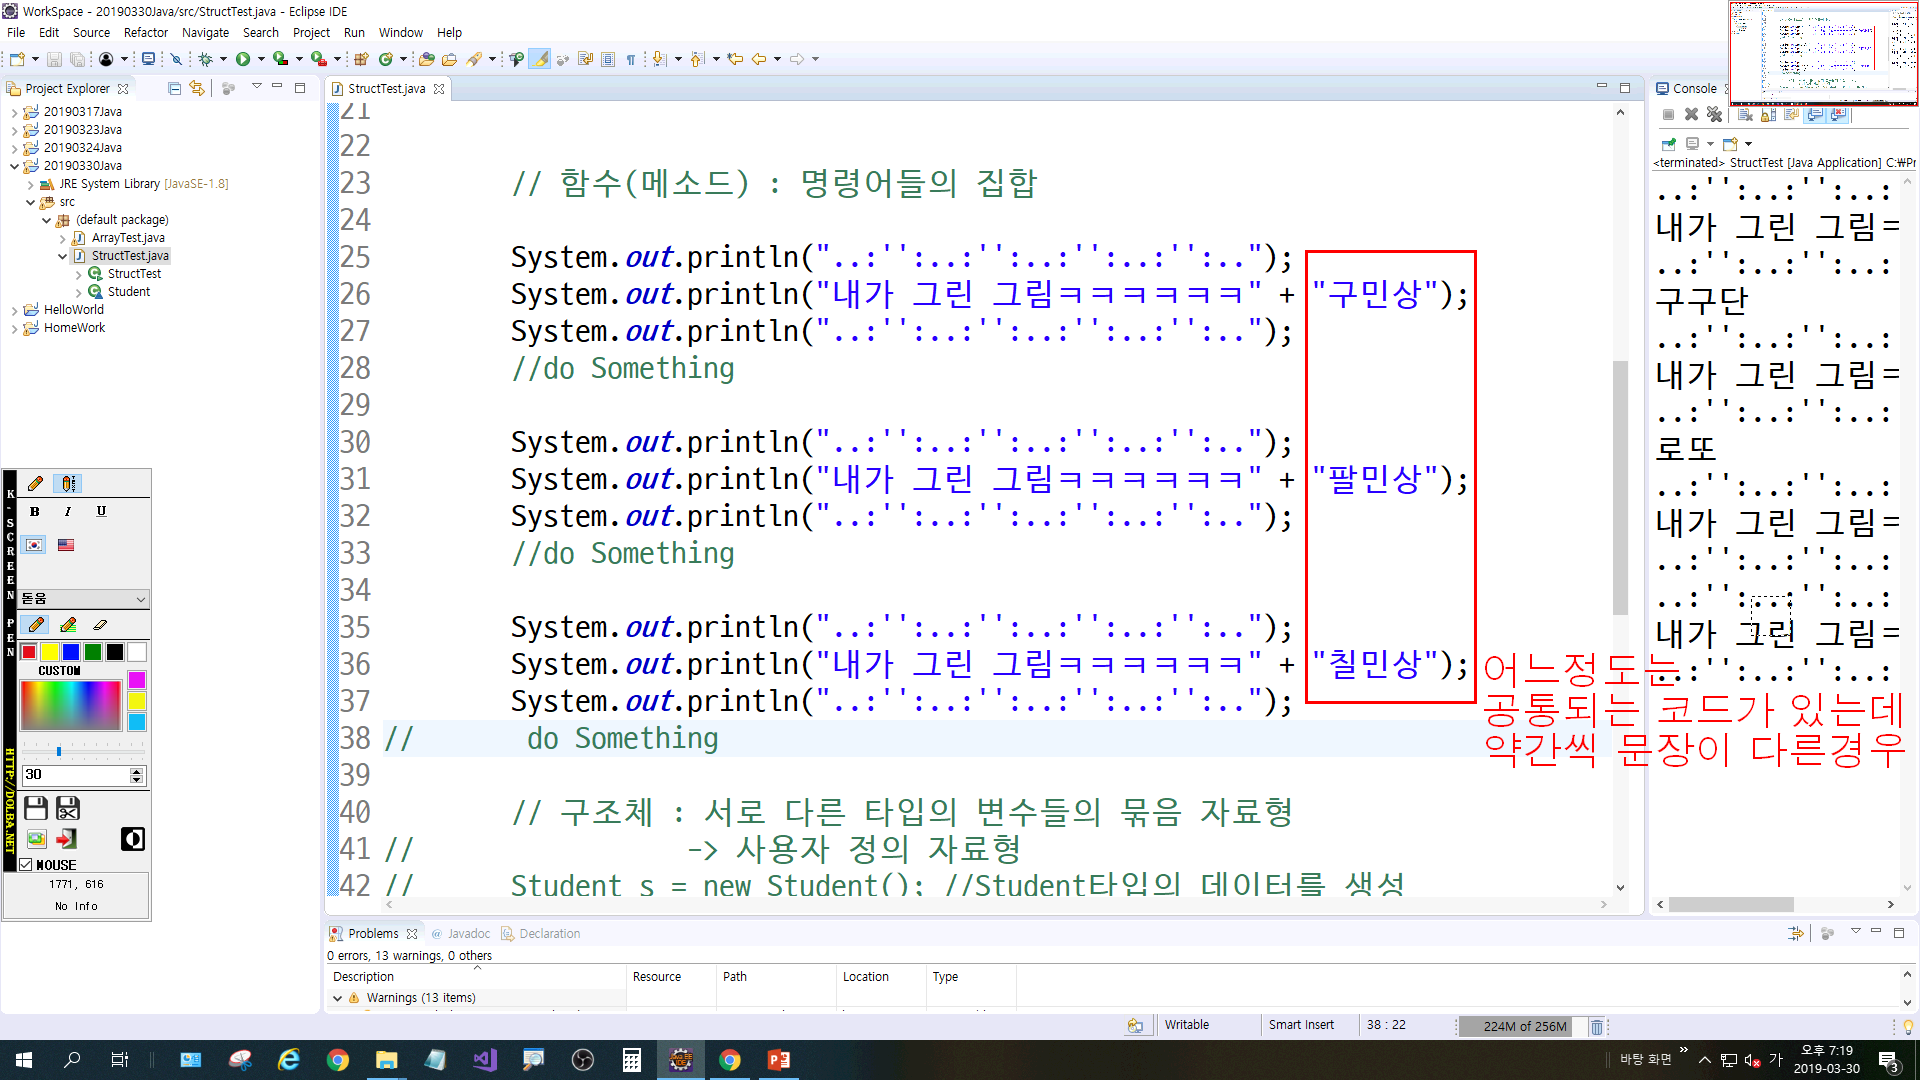 WorkSpace - 20190330Java/src/StructTest.java - Eclipse IDE
File Edit Source Refactor Navigate Search Project Run Window Help
Project Explorer
20190317Java
20190323Java
20190324Java
20190330Java
JRE System Library [JavaSE-1.8]
src
(default package)
ArrayTest.java
StructTest.java
StructTest
Student
HelloWorld
HomeWork
StructTest.java
21
22
23 // 함수(메소드) : 명령어들의 집합
24
25 System.out.println("..:'':..:'':..:'':..:'':..");
26 System.out.println("내가 그린 그림ㅋㅋㅋㅋㅋㅋ" + "구민상");
27 System.out.println("..:'':..:'':..:'':..:'':..");
28 //do Something
29
30 System.out.println("..:'':..:'':..:'':..:'':..");
31 System.out.println("내가 그린 그림ㅋㅋㅋㅋㅋㅋ" + "팔민상");
32 System.out.println("..:'':..:'':..:'':..:'':..");
33 //do Something
34
35 System.out.println("..:'':..:'':..:'':..:'':..");
36 System.out.println("내가 그린 그림ㅋㅋㅋㅋㅋㅋ" + "칠민상");
37 System.out.println("..:'':..:'':..:'':..:'':..");
38 // do Something
39
40 // 구조체 : 서로 다른 타입의 변수들의 묶음 자료형
41 // -> 사용자 정의 자료형
42 // Student s = new Student(); //Student타입의 데이터를 생성
어느정도는
공통되는 코드가 있는데
약간씩 문장이 다른경우
Console
<terminated> StructTest [Java Application] C:₩Pr
..:'':..:'':..:
내가 그린 그림=
..:'':..:'':..:
구구단
..:'':..:'':..:
내가 그린 그림=
..:'':..:'':..:
로또
..:'':..:'':..:
내가 그린 그림=
..:'':..:'':..:
..:'':..:'':..:
내가 그린 그림=
..:'':..:'':..:
K-SCREEN PEN
HTTP://DOLBA.NET
B I U
돋움
CUSTOM
30
MOUSE
1771, 616
No Info
Problems Javadoc Declaration
0 errors, 13 warnings, 0 others
Description Resource Path Location Type
Warnings (13 items)
Writable Smart Insert 38 : 22 224M of 256M
바탕 화면 가 오후 7:19
2019-03-30
3